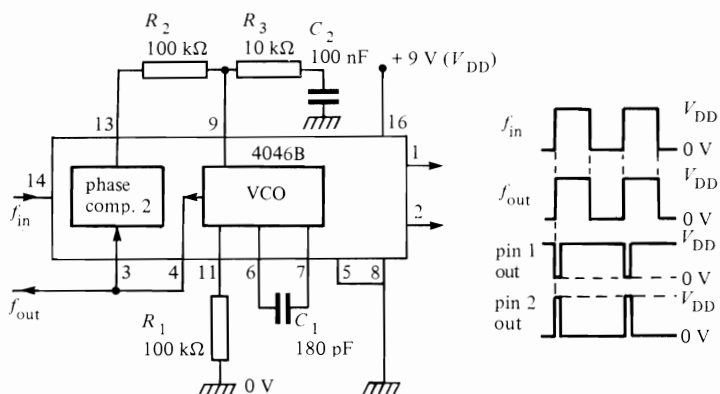 R2
100 kΩ
R3
10 kΩ
C2
100 nF
+ 9 V (VDD)
13
9
16
4046B
1
14
phase
comp. 2
VCO
fin
2
3
4
11
6
7
5
8
fout
R1
100 kΩ
C1
180 pF
0 V
fin
VDD
0 V
fout
VDD
0 V
pin 1
out
VDD
0 V
pin 2
out
VDD
0 V